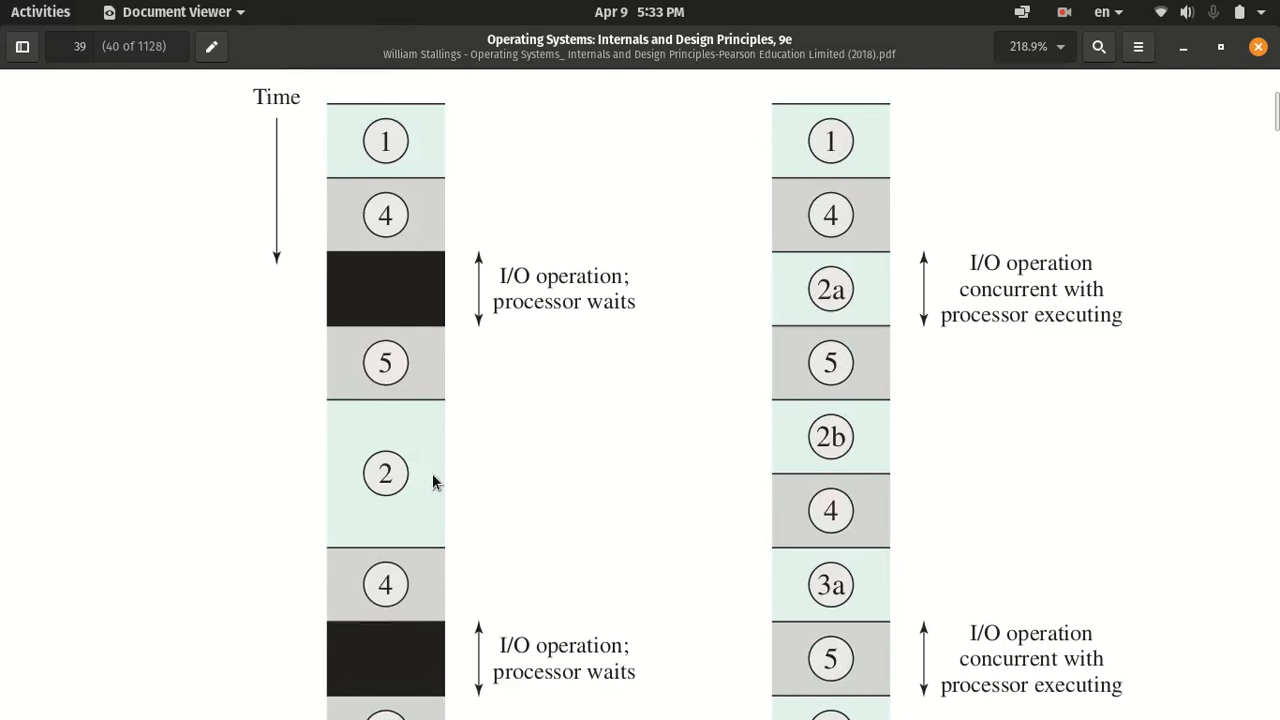 Activities
Document Viewer
Apr 9 5:33 PM
en
39
(40 of 1128)
Operating Systems: Internals and Design Principles, 9e
William Stallings - Operating Systems_ Internals and Design Principles-Pearson Education Limited (2018).pdf
218.9%
Time
1
4
I/O operation;
processor waits
5
2
4
I/O operation;
processor waits
1
4
2a
I/O operation
concurrent with
processor executing
5
2b
4
3a
5
I/O operation
concurrent with
processor executing